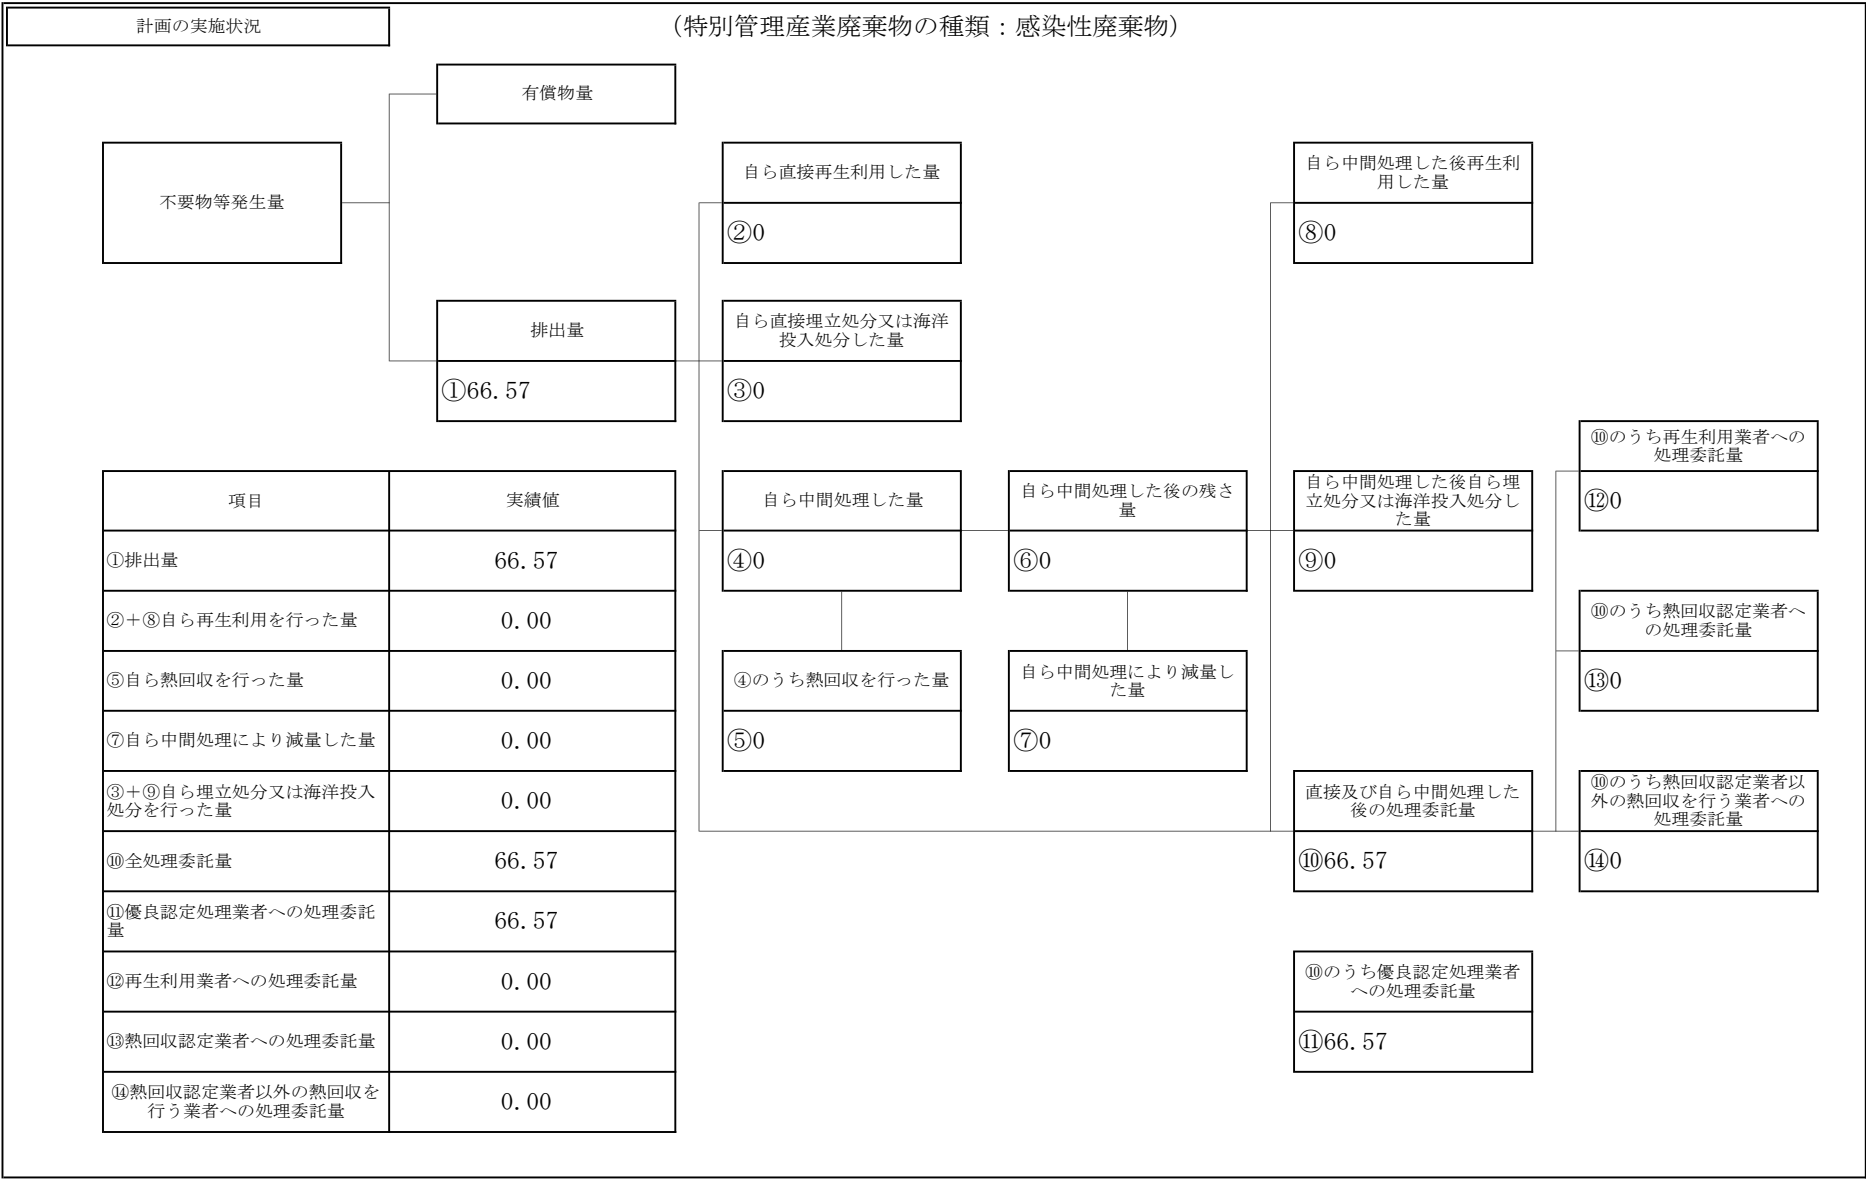 計画の実施状況
（特別管理産業廃棄物の種類：感染性廃棄物）
有償物量
不要物等発生量
自ら直接再生利用した量
②0
自ら中間処理した後再生利
用した量
⑧0
排出量
①66.57
自ら直接埋立処分又は海洋
投入処分した量
③0
⑩のうち再生利用業者への
処理委託量
⑫0
自ら中間処理した量
④0
自ら中間処理した後の残さ
量
⑥0
自ら中間処理した後自ら埋
立処分又は海洋投入処分し
た量
⑨0
⑩のうち熱回収認定業者へ
の処理委託量
⑬0
④のうち熱回収を行った量
⑤0
自ら中間処理により減量し
た量
⑦0
直接及び自ら中間処理した
後の処理委託量
⑩66.57
⑩のうち熱回収認定業者以
外の熱回収を行う業者への
処理委託量
⑭0
⑩のうち優良認定処理業者
への処理委託量
⑪66.57
項目 実績値
①排出量 66.57
②＋⑧自ら再生利用を行った量 0.00
⑤自ら熱回収を行った量 0.00
⑦自ら中間処理により減量した量 0.00
③＋⑨自ら埋立処分又は海洋投入
処分を行った量 0.00
⑩全処理委託量 66.57
⑪優良認定処理業者への処理委託
量 66.57
⑫再生利用業者への処理委託量 0.00
⑬熱回収認定業者への処理委託量 0.00
⑭熱回収認定業者以外の熱回収を
行う業者への処理委託量 0.00